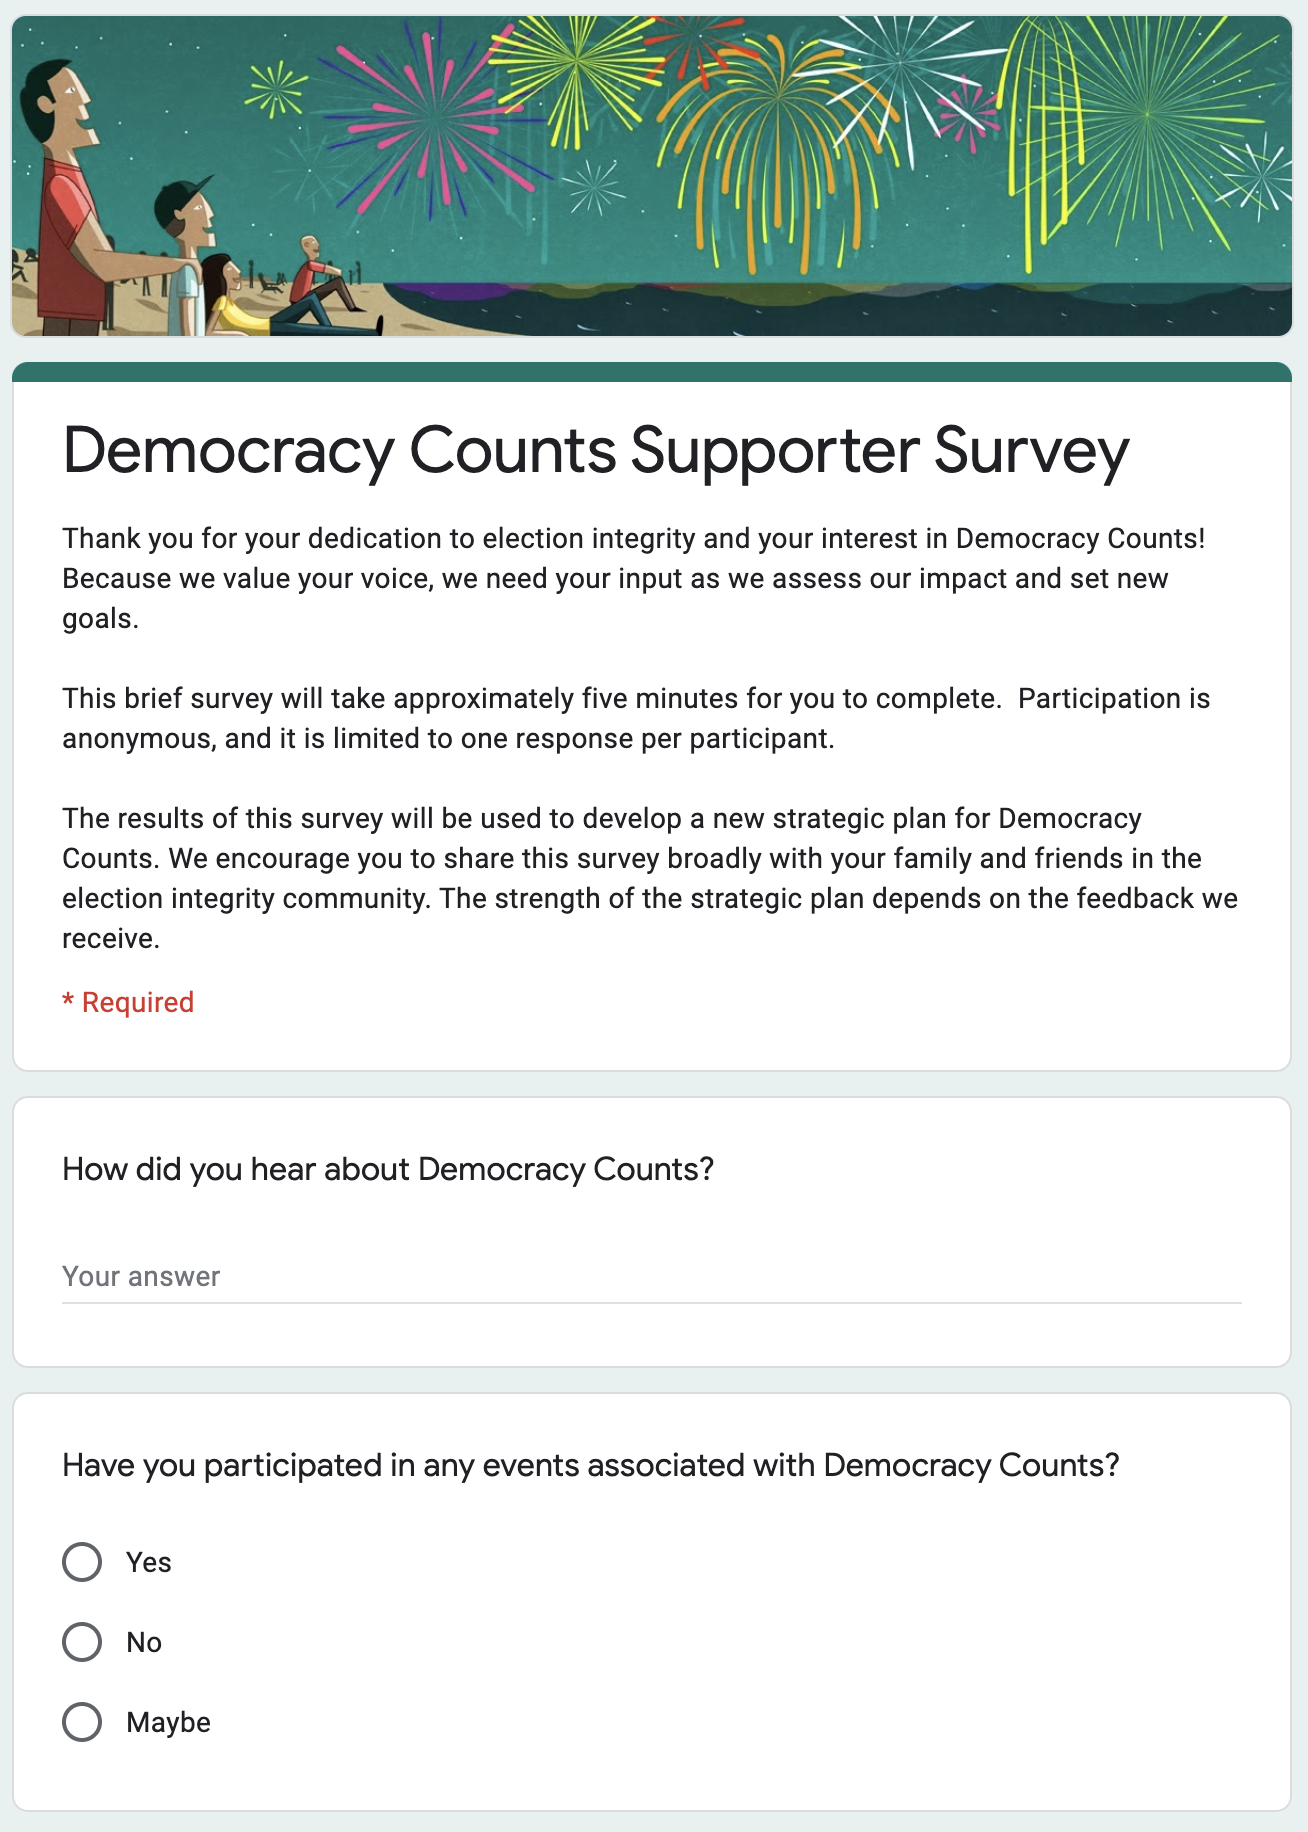 Democracy Counts Supporter Survey
Thank you for your dedication to election integrity and your interest in Democracy Counts!
Because we value your voice, we need your input as we assess our impact and set new
goals.
This brief survey will take approximately five minutes for you to complete.  Participation is
anonymous, and it is limited to one response per participant.
The results of this survey will be used to develop a new strategic plan for Democracy
Counts. We encourage you to share this survey broadly with your family and friends in the
election integrity community. The strength of the strategic plan depends on the feedback we
receive.
* Required
How did you hear about Democracy Counts?
Your answer
Have you participated in any events associated with Democracy Counts?
Yes
No
Maybe